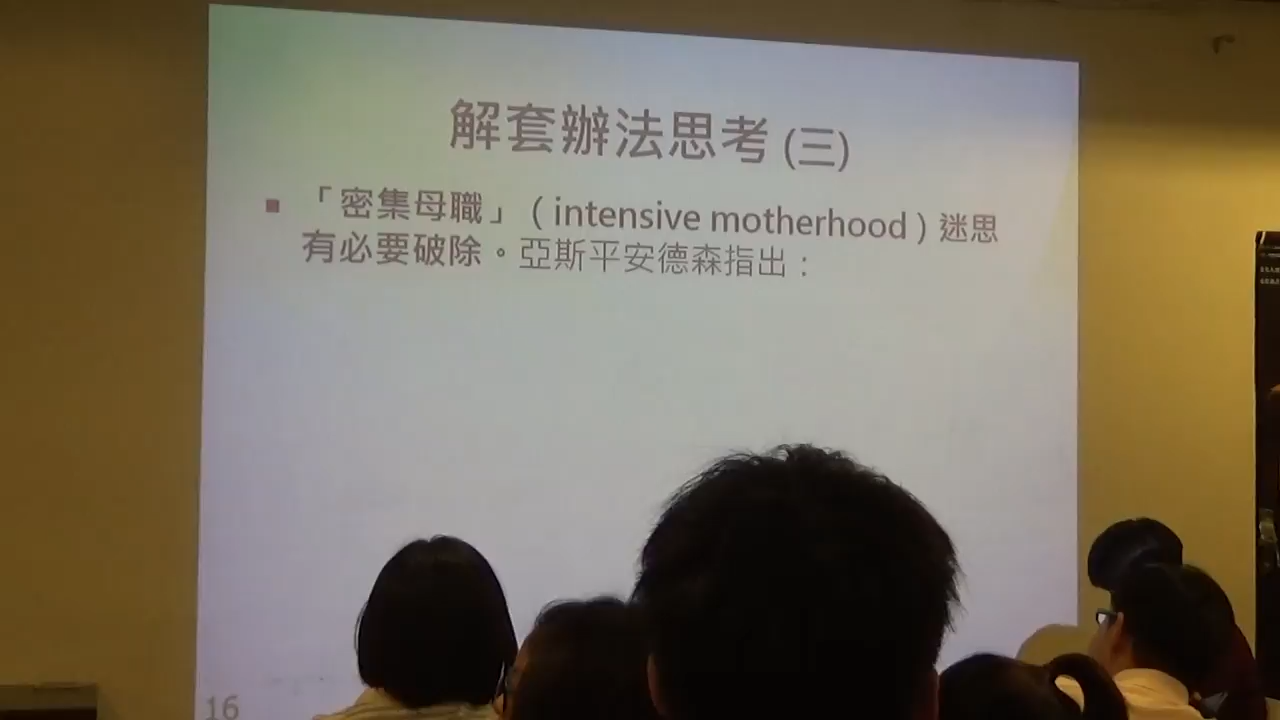 解套辦法思考 (三)
「密集母職」（intensive motherhood）迷思
有必要破除。亞斯平安德森指出：
16